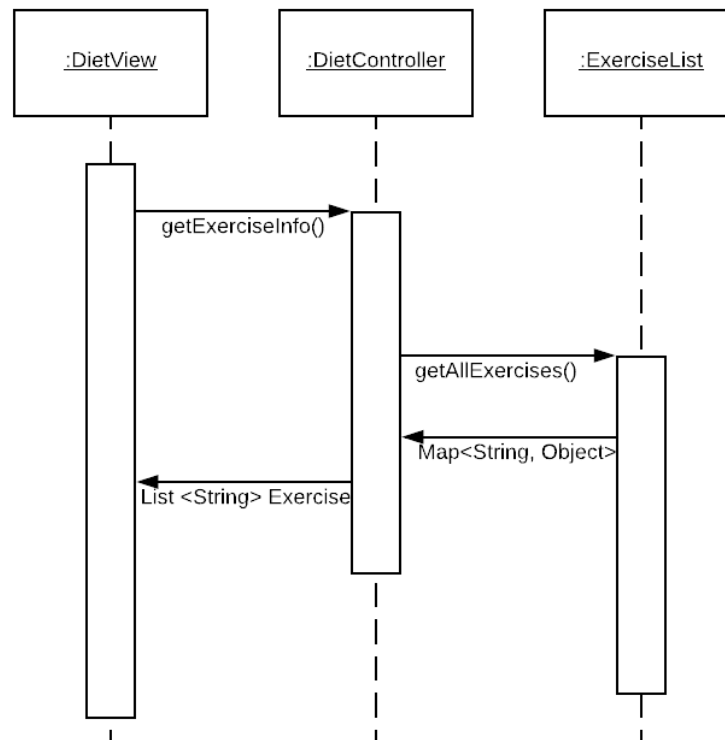 :DietView
:DietController
:ExerciseList
getExerciseInfo()
getAllExercises()
Map<String, Object>
List <String> Exercise